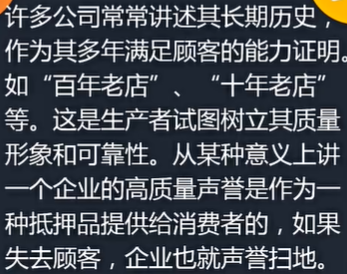 许多公司常常讲述其长期历史，
作为其多年满足顾客的能力证明。
如“百年老店”、“十年老店”
等。这是生产者试图树立其质量
形象和可靠性。从某种意义上讲
一个企业的高质量声誉是作为一
种抵押品提供给消费者的，如果
失去顾客，企业也就声誉扫地。